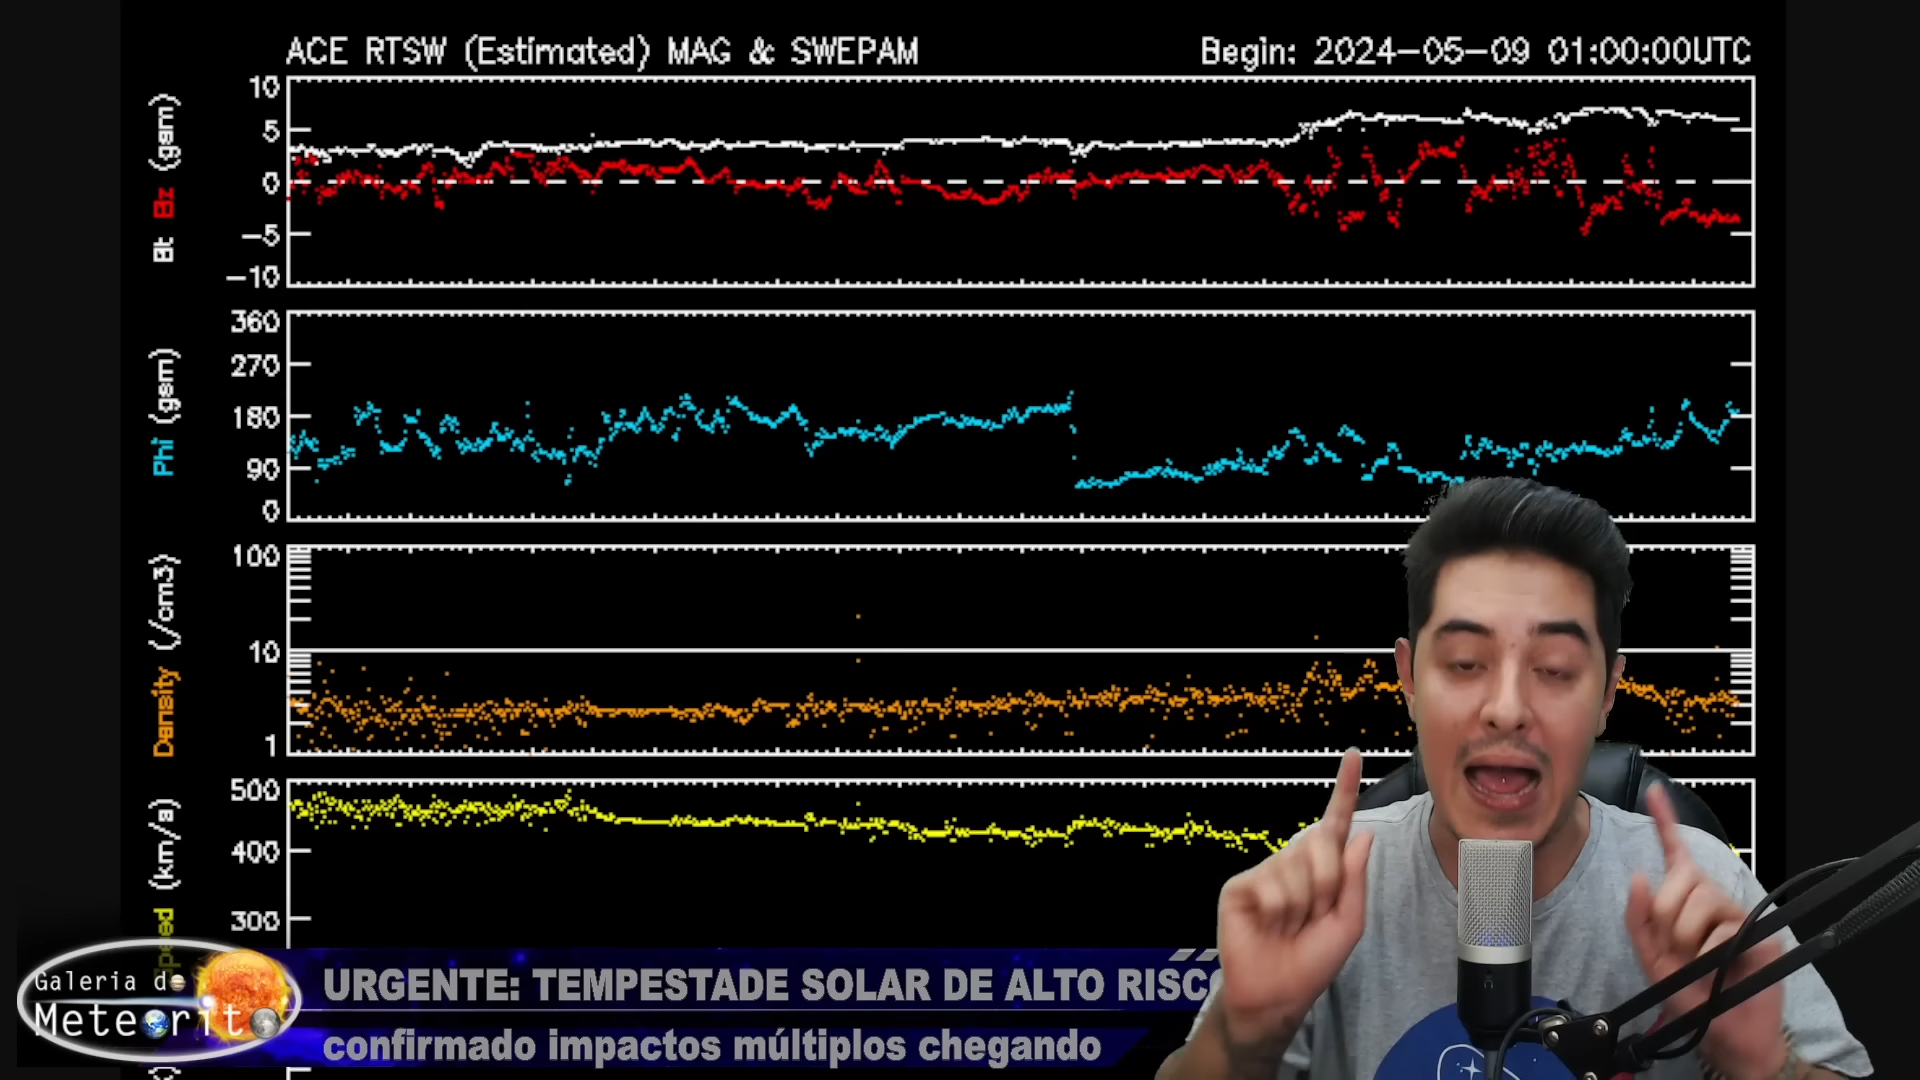 ACE RTSW (Estimated) MAG & SWEPAM
Begin: 2024-05-09 01:00:00UTC
Bt Bz (gsm)
10
5
0
-5
-10
Phi (gsm)
360
270
180
90
0
Density (/cm3)
100
10
1
(km/s)
500
400
300
Galeria do
Meteorito
URGENTE: TEMPESTADE SOLAR DE ALTO
confirmado impactos múltiplos chegando